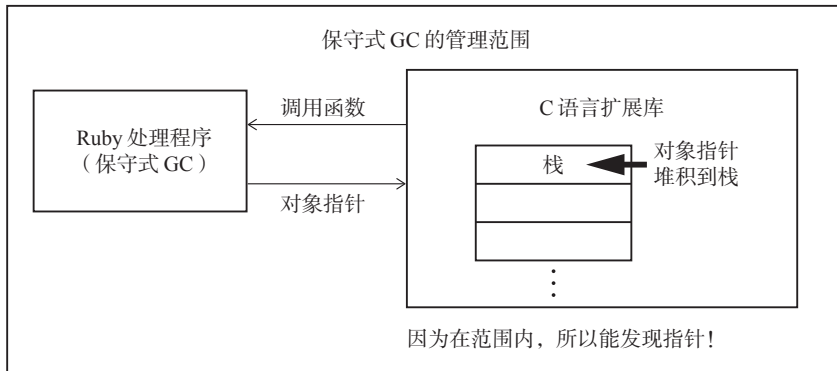 保守式 GC 的管理范围
调用函数
C 语言扩展库
Ruby 处理程序
（保守式 GC）
栈
对象指针
堆积到栈
对象指针
因为在范围内，所以能发现指针！